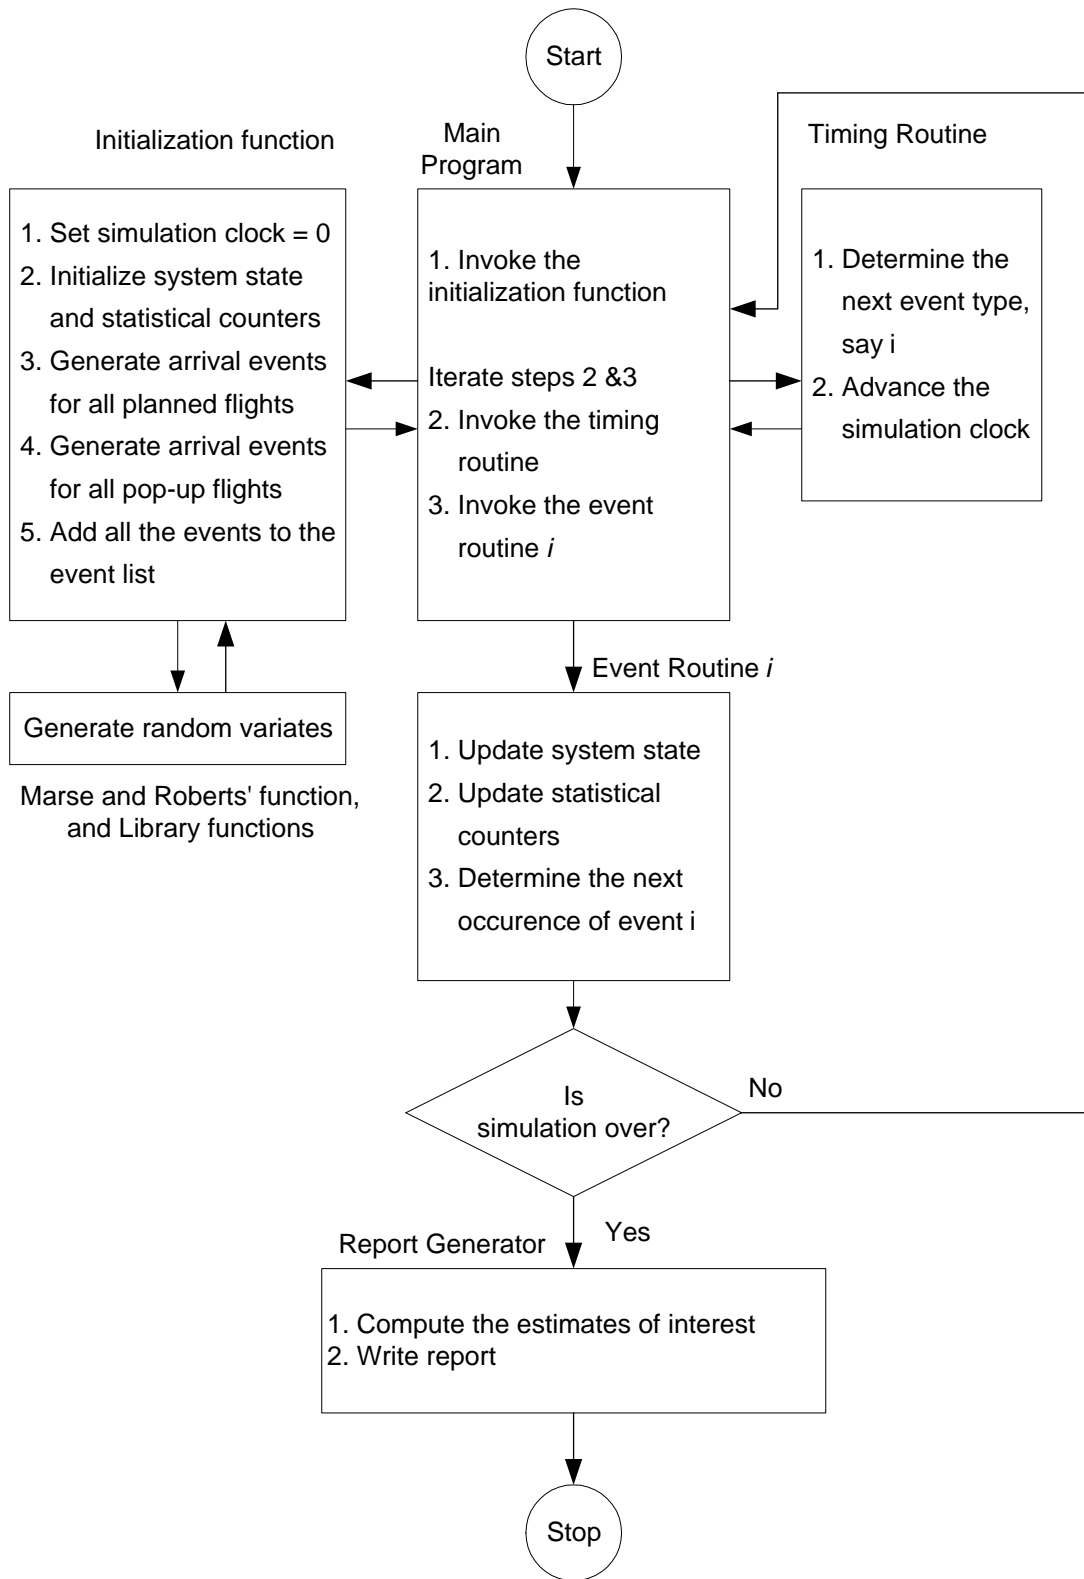 Start
Initialization function
Main
Program
Timing Routine
1. Set simulation clock = 0
2. Initialize system state
and statistical counters
3. Generate arrival events
for all planned flights
4. Generate arrival events
for all pop-up flights
5. Add all the events to the
event list
1. Invoke the
initialization function
Iterate steps 2 &3
2. Invoke the timing
routine
3. Invoke the event
routine i
1. Determine the
next event type,
say i
2. Advance the
simulation clock
Generate random variates
Marse and Roberts' function,
and Library functions
Event Routine i
1. Update system state
2. Update statistical
counters
3. Determine the next
occurence of event i
Is
simulation over?
No
Yes
Report Generator
1. Compute the estimates of interest
2. Write report
Stop